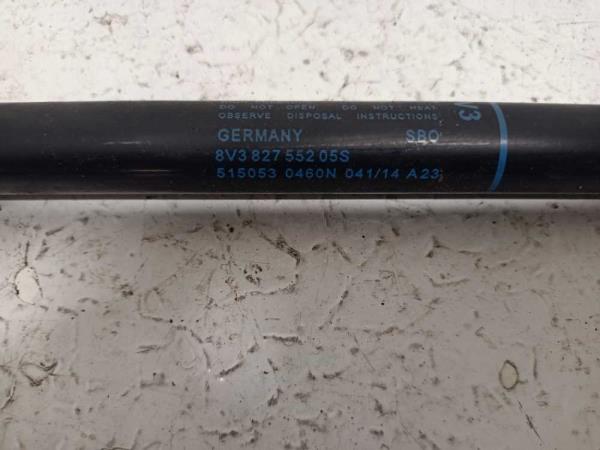 DO NOT OPEN. DO NOT HEAT.
OBSERVE DISPOSAL INSTRUCTIONS
GERMANY SBO
8V3 827 552 05S
515053 0460N 041/14 A23
V3